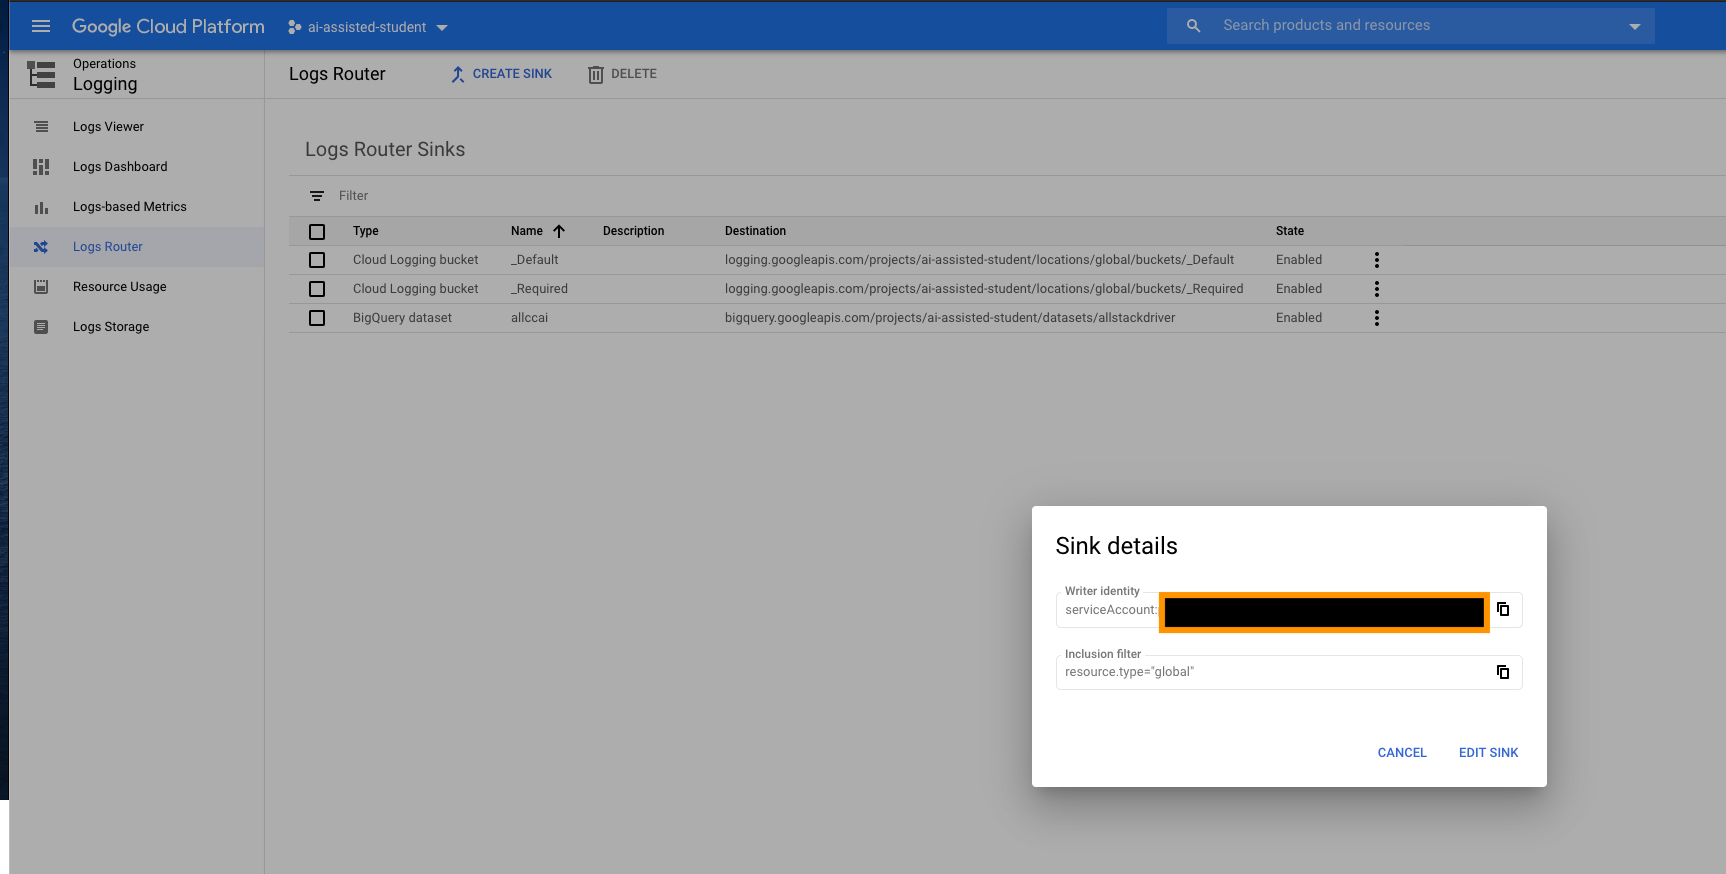 Google Cloud Platform ai-assisted-student Search products and resources
Operations
Logging
Logs Router CREATE SINK DELETE
Logs Viewer
Logs Dashboard
Logs-based Metrics
Logs Router
Resource Usage
Logs Storage
Logs Router Sinks
Filter
Type Name Description Destination State
Cloud Logging bucket _Default logging.googleapis.com/projects/ai-assisted-student/locations/global/buckets/_Default Enabled
Cloud Logging bucket _Required logging.googleapis.com/projects/ai-assisted-student/locations/global/buckets/_Required Enabled
BigQuery dataset allccai bigquery.googleapis.com/projects/ai-assisted-student/datasets/allstackdriver Enabled
Sink details
Writer identity
serviceAccount:
Inclusion filter
resource.type="global"
CANCEL EDIT SINK